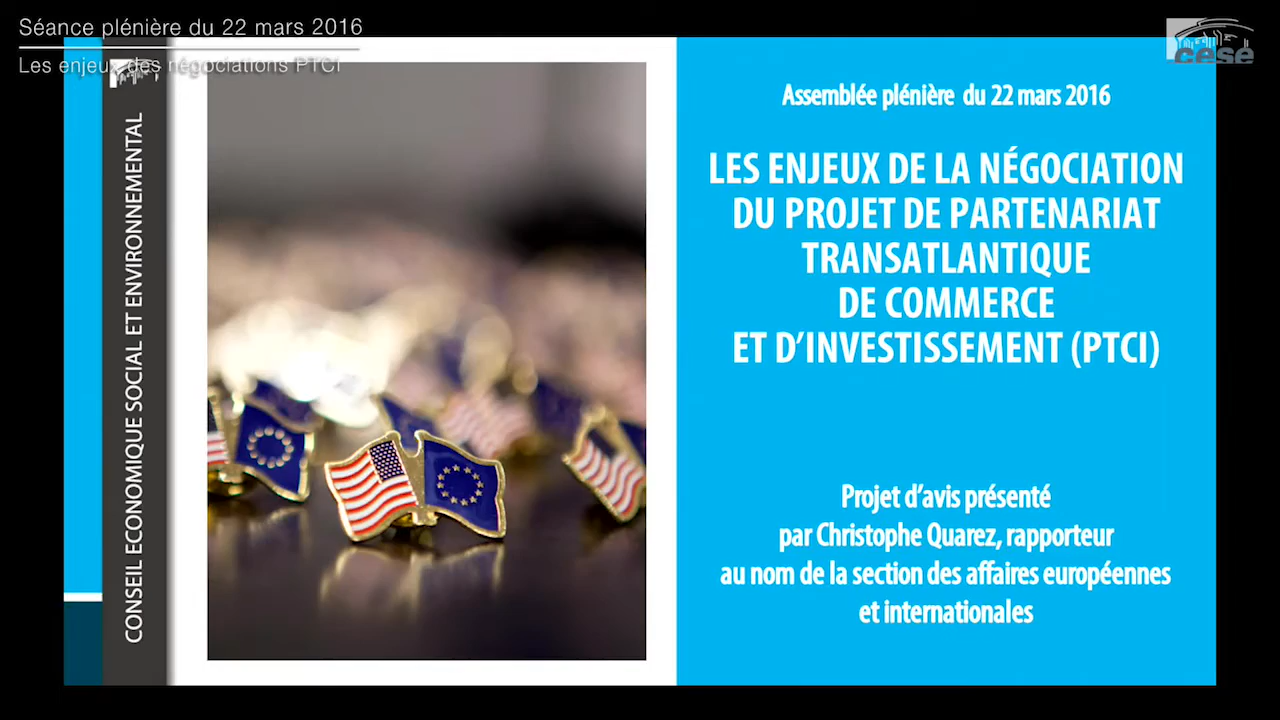 Séance plénière du 22 mars 2016
Les enjeux des négociations PTCI
cese
CONSEIL ECONOMIQUE SOCIAL ET ENVIRONNEMENTAL
Assemblée plénière du 22 mars 2016
LES ENJEUX DE LA NÉGOCIATION
DU PROJET DE PARTENARIAT
TRANSATLANTIQUE
DE COMMERCE
ET D’INVESTISSEMENT (PTCI)
Projet d’avis présenté
par Christophe Quarez, rapporteur
au nom de la section des affaires européennes
et internationales